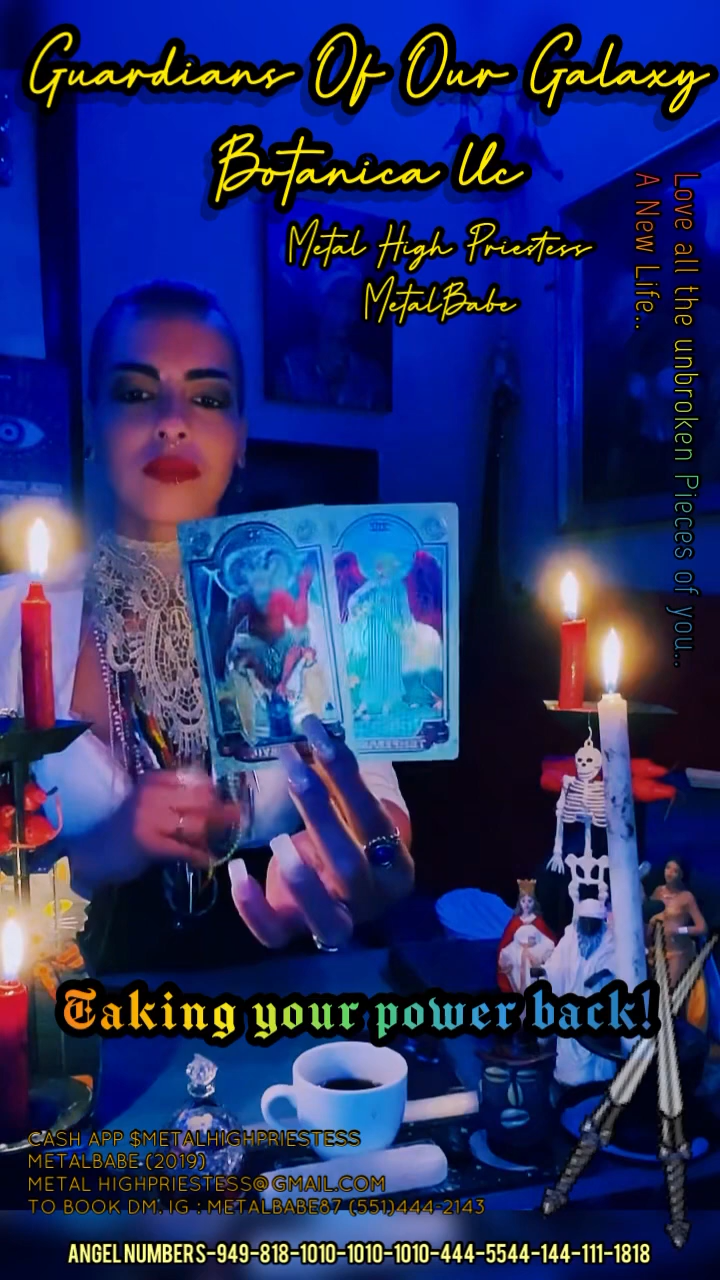 Guardians Of Our Galaxy
Botanica llc
Metal High Priestess
MetalBabe
Love all the unbroken Pieces of you..
A New Life..
XIV
Taking your power back!
CASH APP $METALHIGHPRIESTESS
METALBABE (2019)
METAL HIGHPRIESTESS@GMAIL.COM
TO BOOK DM. IG : METALBABE87 (551)444-2143
ANGEL NUMBERS-949-818-1010-1010-1010-444-5544-144-111-1818